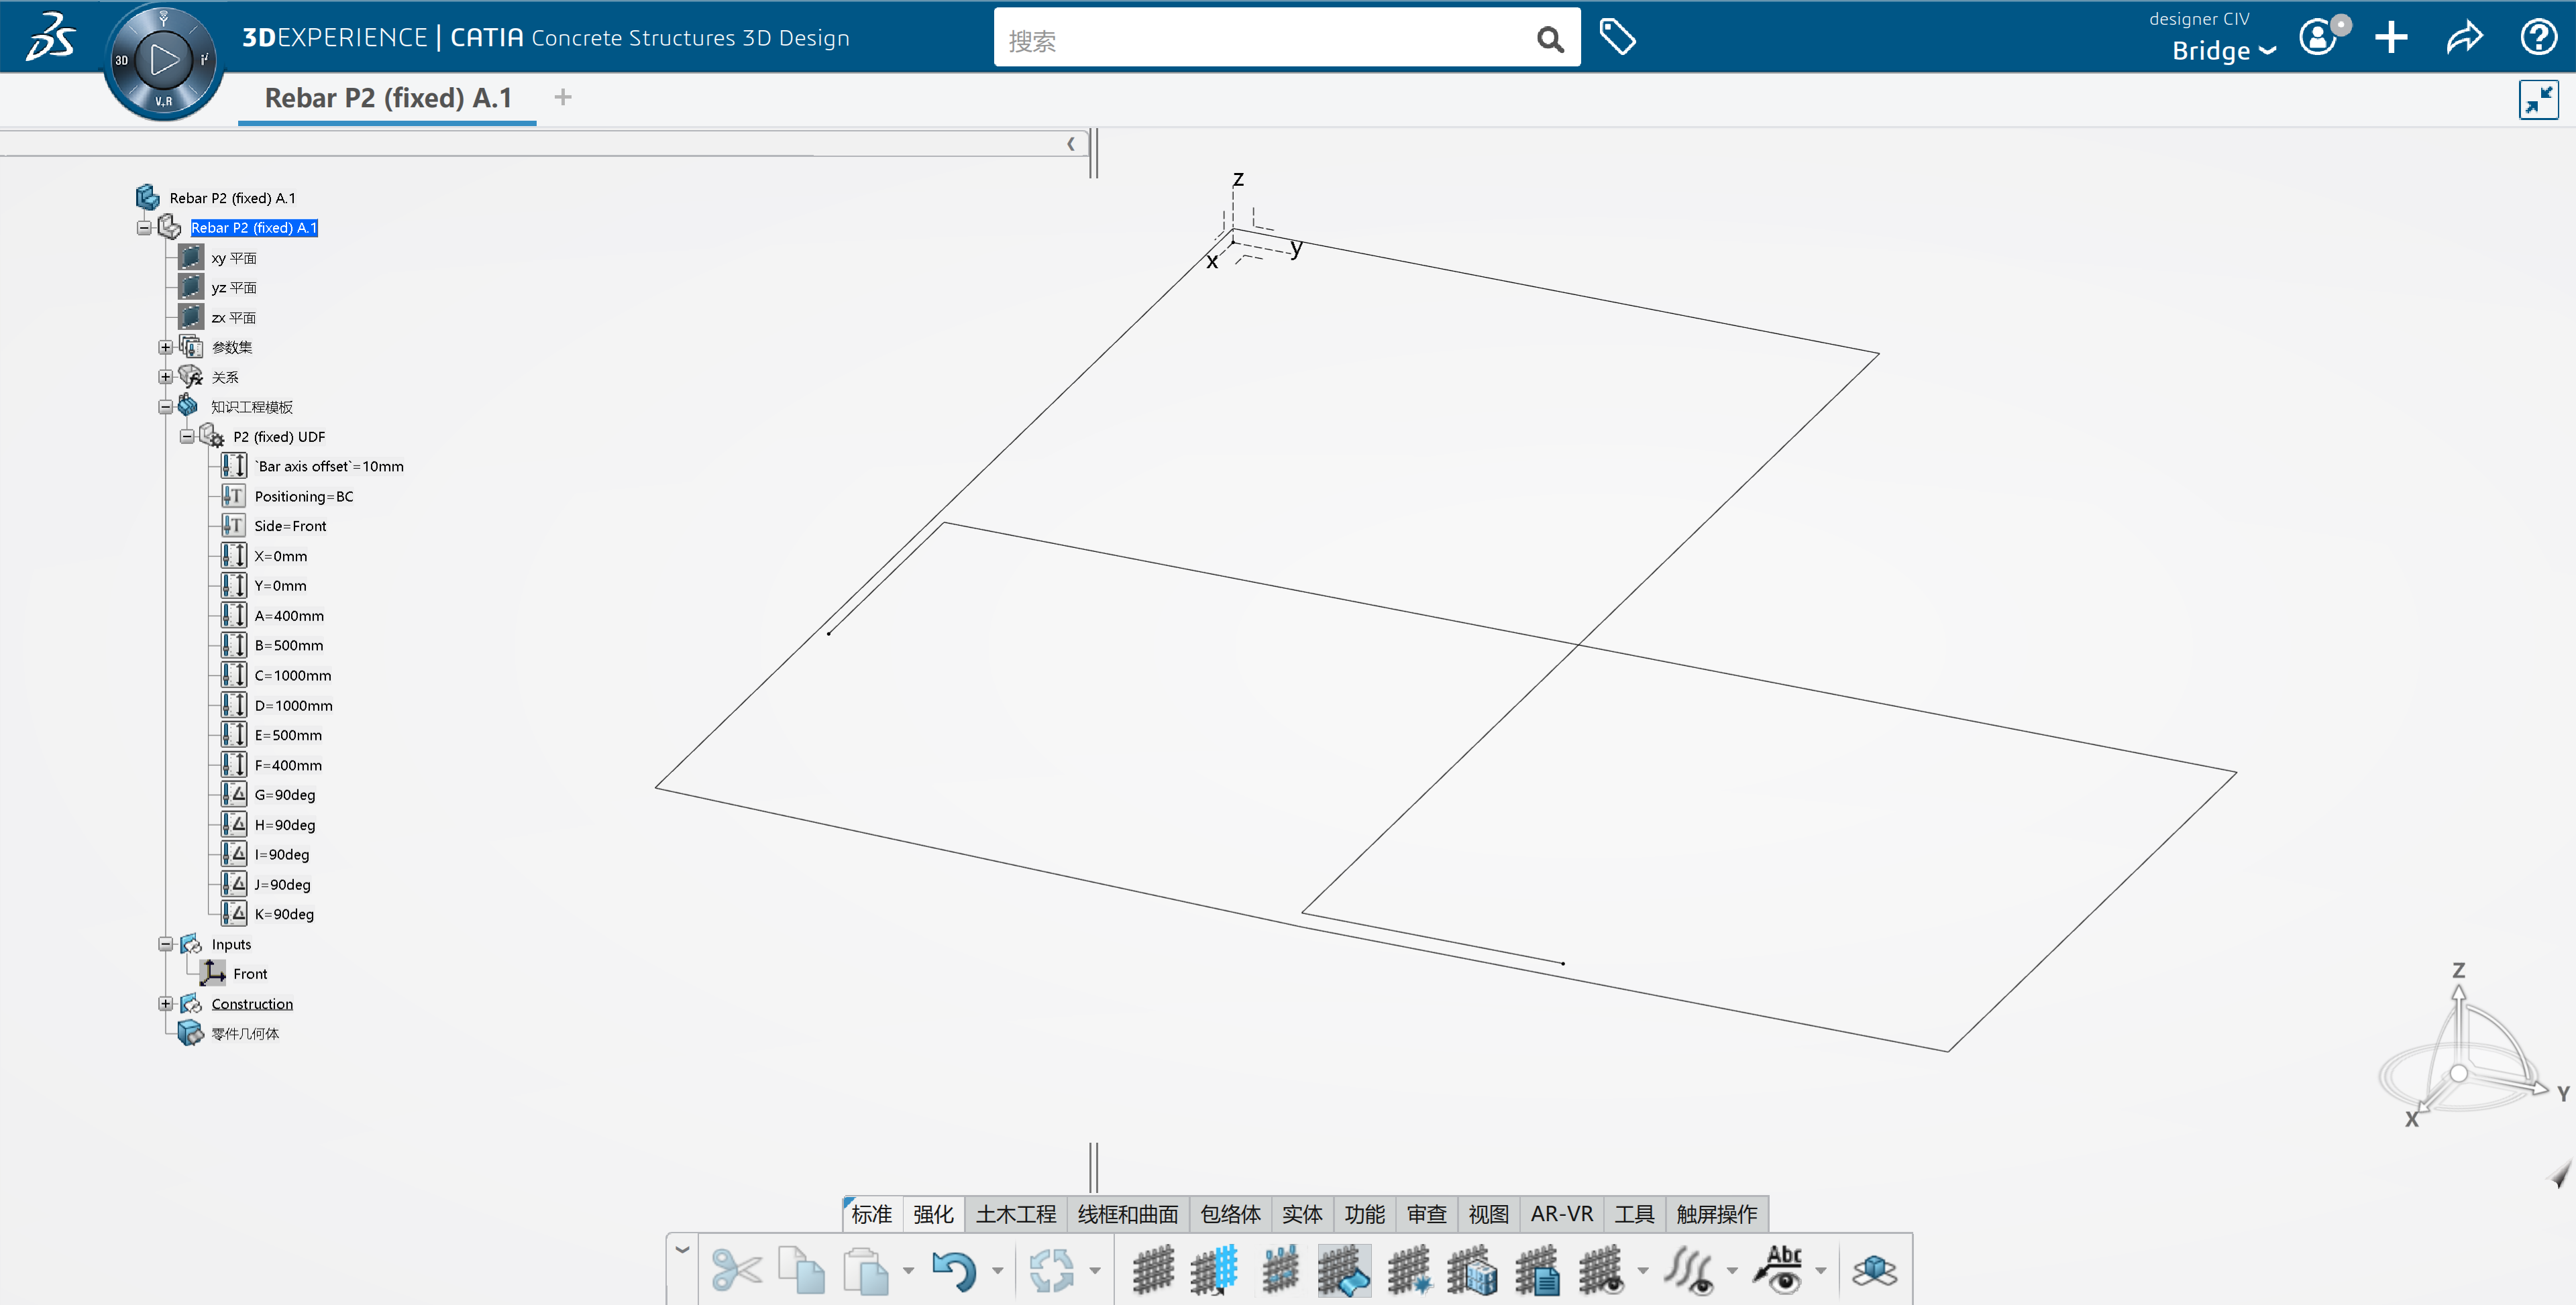 3DEXPERIENCE | CATIA Concrete Structures 3D Design
搜索
designer CIV
Bridge
3D
V,R
Rebar P2 (fixed) A.1
Rebar P2 (fixed) A.1
Rebar P2 (fixed) A.1
xy 平面
yz 平面
zx 平面
参数集
关系
知识工程模板
P2 (fixed) UDF
`Bar axis offset`=10mm
Positioning=BC
Side=Front
X=0mm
Y=0mm
A=400mm
B=500mm
C=1000mm
D=1000mm
E=500mm
F=400mm
G=90deg
H=90deg
I=90deg
J=90deg
K=90deg
Inputs
Front
Construction
零件几何体
z
y
x
Z
Y
X
标准 强化 土木工程 线框和曲面 包络体 实体 功能 审查 视图 AR-VR 工具 触屏操作
Abc